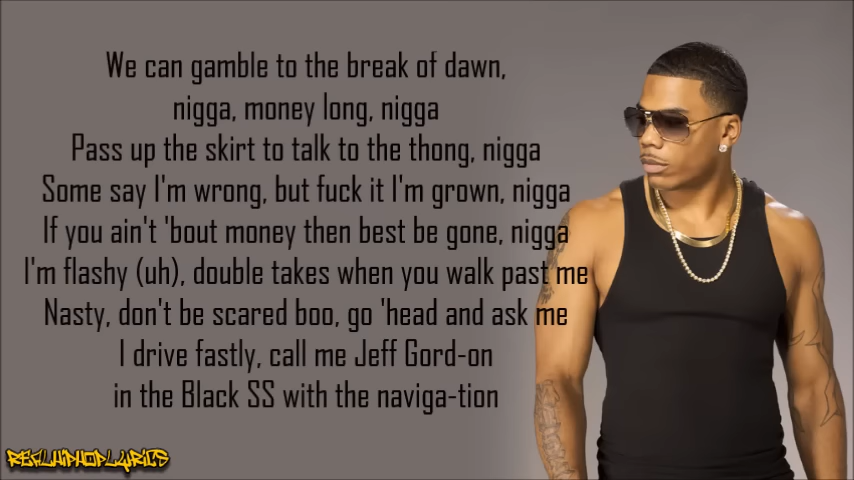 We can gamble to the break of dawn,
nigga, money long, nigga
Pass up the skirt to talk to the thong, nigga
Some say I'm wrong, but fuck it I'm grown, nigga
If you ain't 'bout money then best be gone, nigga
I'm flashy (uh), double takes when you walk past me
Nasty, don't be scared boo, go 'head and ask me
I drive fastly, call me Jeff Gord-on
in the Black SS with the naviga-tion
REALHIPHOPLYRICS